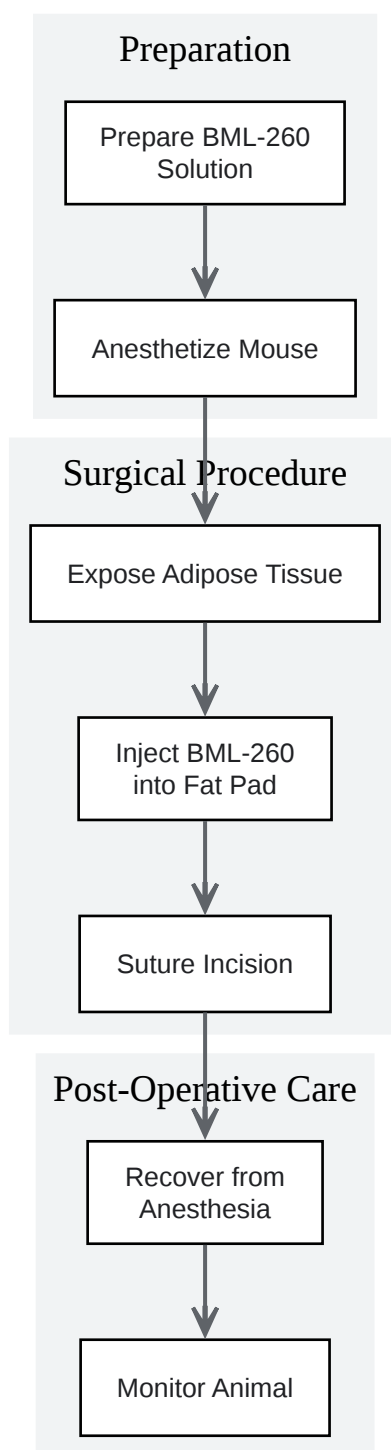 Preparation
Prepare BML-260
Solution
Anesthetize Mouse
Surgical Procedure
Expose Adipose Tissue
Inject BML-260
into Fat Pad
Suture Incision
Post-Operative Care
Recover from
Anesthesia
Monitor Animal